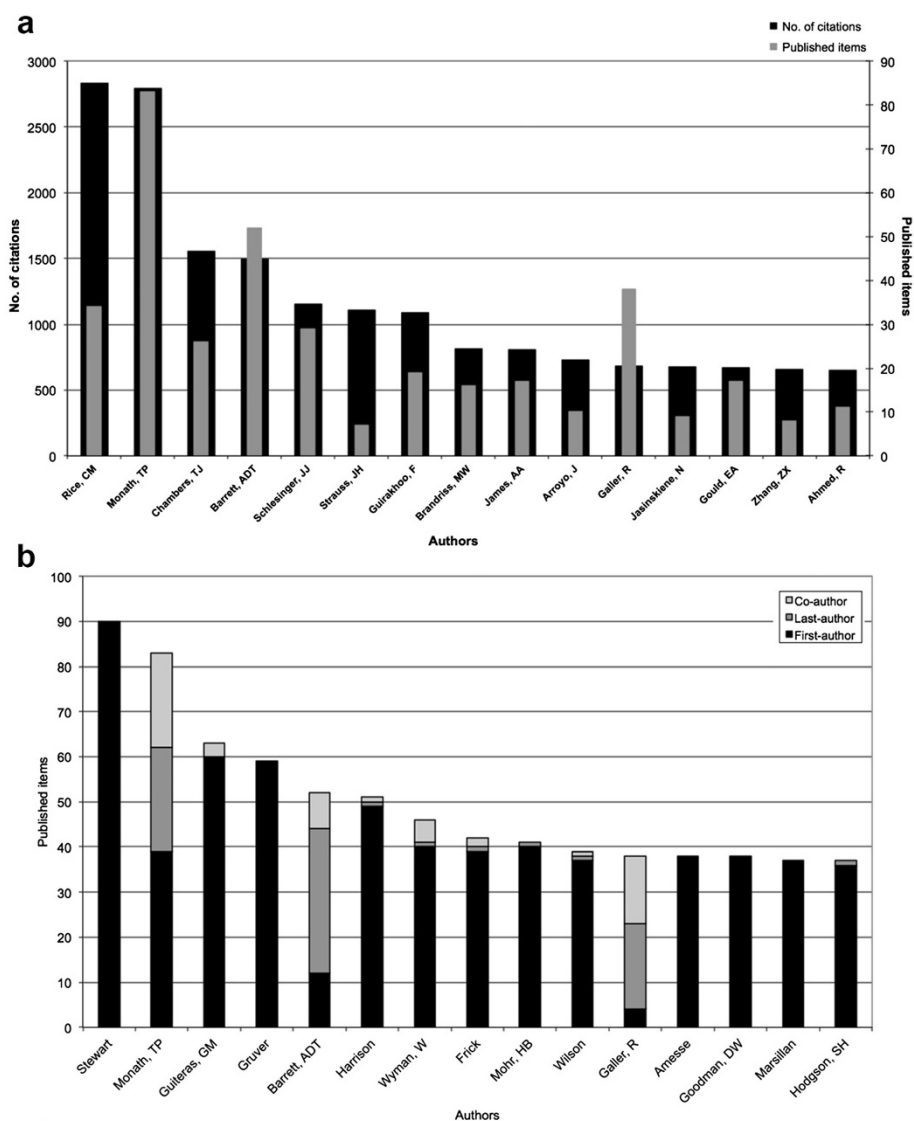 a
No. of citations
Published items
3000
2500
2000
1500
1000
500
0
No. of citations
90
80
70
60
50
40
30
20
10
0
Published items
Rice, CM
Monath, TP
Chambers, TJ
Barrett, ADT
Schlesinger, JJ
Strauss, JH
Guirakhoo, F
Brandriss, MW
James, AA
Arroyo, J
Galler, R
Jasinskiene, N
Gould, EA
Zhang, ZX
Ahmed, R
Authors
b
100
90
80
70
60
50
40
30
20
10
0
Published items
Co-author
Last-author
First-author
Stewart
Monath, TP
Guiteras, GM
Gruver
Barrett, ADT
Harrison
Wyman, W
Frick
Mohr, HB
Wilson
Galler, R
Amesse
Goodman, DW
Marsillan
Hodgson, SH
Authors